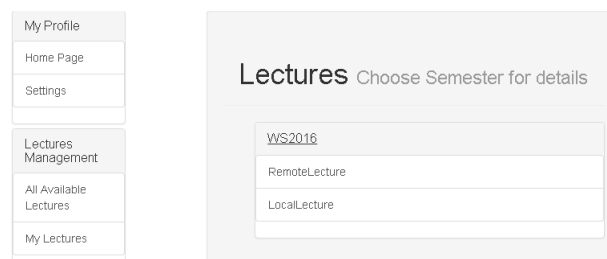 My Profile
Home Page
Settings
Lectures
Management
All Available
Lectures
My Lectures
Lectures Choose Semester for details
WS2016
RemoteLecture
LocalLecture